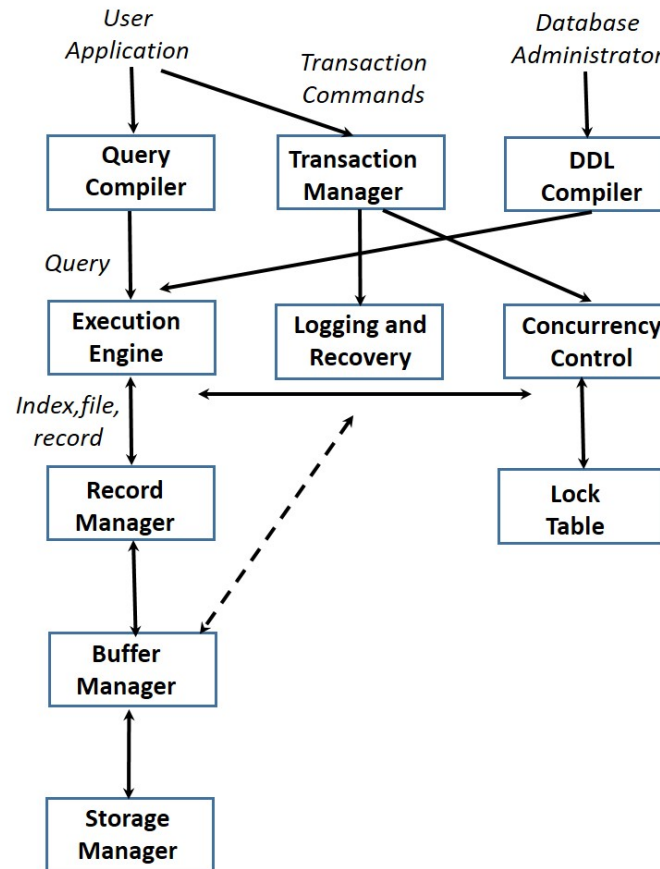 User
Application
Transaction
Commands
Database
Administrator
Query
Compiler
Transaction
Manager
DDL
Compiler
Query
Execution
Engine
Logging and
Recovery
Concurrency
Control
Index,file,
record
Record
Manager
Lock
Table
Buffer
Manager
Storage
Manager